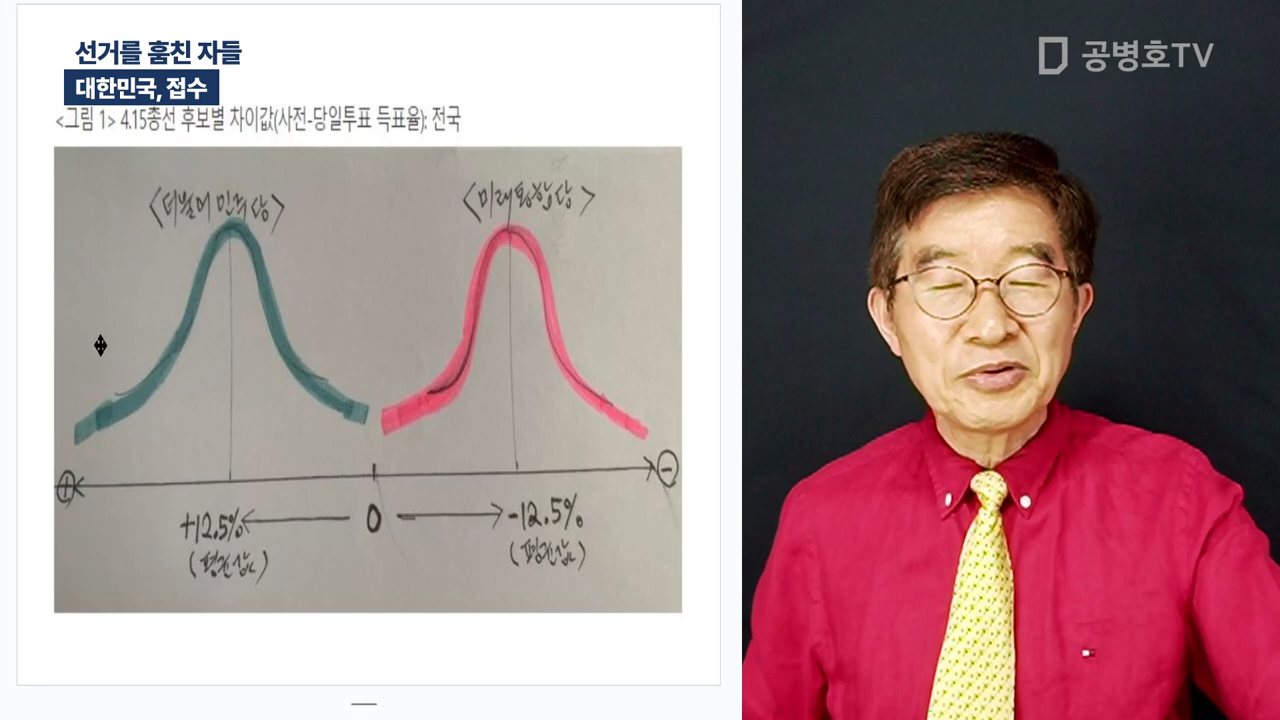 선거를 훔친 자들
대한민국, 접수
<그림 1> 4.15총선 후보별 차이값(사전-당일투표 득표율): 전국
<더불어 민주당>
<미래통합당>
+
-
+12.5%
0
-12.5%
(평균값)
(평균값)
공병호TV